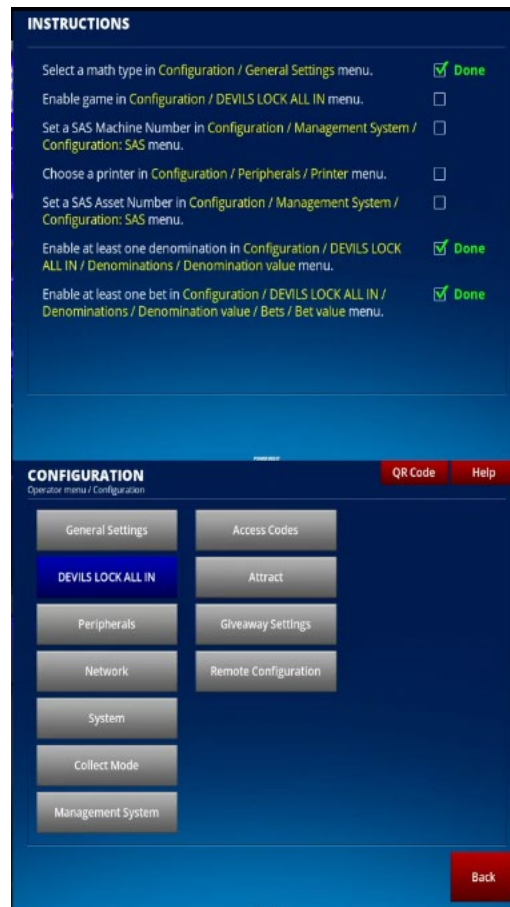 INSTRUCTIONS
Select a math type in Configuration / General Settings menu.
Done
Enable game in Configuration / DEVILS LOCK ALL IN menu.
Set a SAS Machine Number in Configuration / Management System /
Configuration: SAS menu.
Choose a printer in Configuration / Peripherals / Printer menu.
Set a SAS Asset Number in Configuration / Management System /
Configuration: SAS menu.
Enable at least one denomination in Configuration / DEVILS LOCK
ALL IN / Denominations / Denomination value menu.
Done
Enable at least one bet in Configuration / DEVILS LOCK ALL IN /
Denominations / Denomination value / Bets / Bet value menu.
Done
CONFIGURATION
Operator menu / Configuration
QR Code
Help
General Settings
Access Codes
DEVILS LOCK ALL IN
Attract
Peripherals
Giveaway Settings
Network
Remote Configuration
System
Collect Mode
Management System
Back